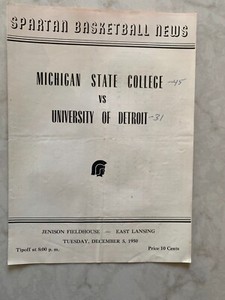 SPARTAN BASKETBALL NEWS
MICHIGAN STATE COLLEGE -45
VS
UNIVERSITY OF DETROIT -31
JENISON FIELDHOUSE — EAST LANSING
TUESDAY, DECEMBER 5, 1950
Tipoff at 8:00 p. m. Price 10 Cents